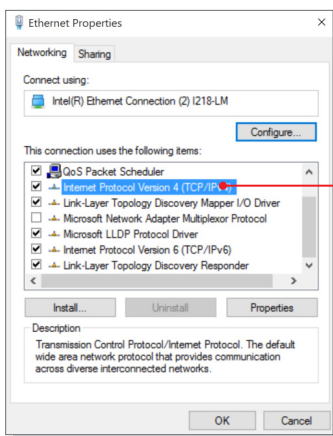 Ethernet Properties
Networking Sharing
Connect using:
Intel(R) Ethernet Connection (2) I218-LM
Configure...
This connection uses the following items:
QoS Packet Scheduler
Internet Protocol Version 4 (TCP/IPv4)
Link-Layer Topology Discovery Mapper I/O Driver
Microsoft Network Adapter Multiplexor Protocol
Microsoft LLDP Protocol Driver
Internet Protocol Version 6 (TCP/IPv6)
Link-Layer Topology Discovery Responder
Install... Uninstall Properties
Description
Transmission Control Protocol/Internet Protocol. The default
wide area network protocol that provides communication
across diverse interconnected networks.
OK Cancel